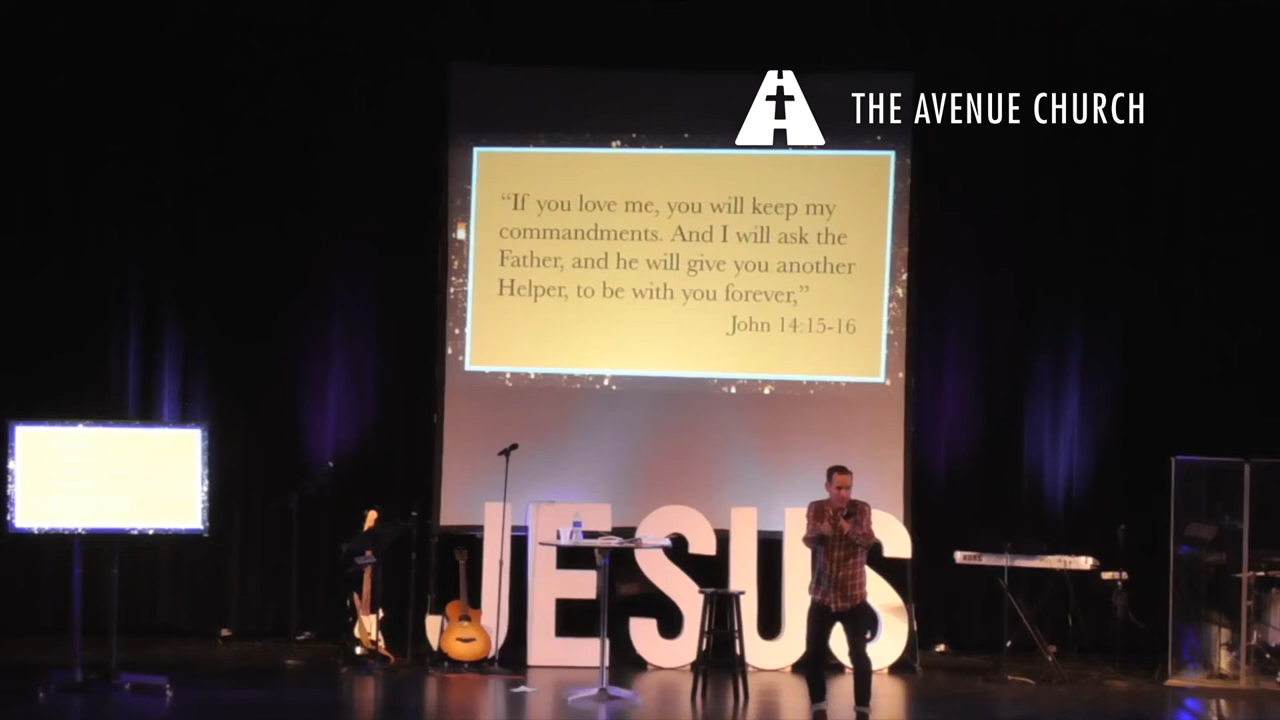 THE AVENUE CHURCH
“If you love me, you will keep my
commandments. And I will ask the
Father, and he will give you another
Helper, to be with you forever,”
John 14:15-16
JESUS
KORG